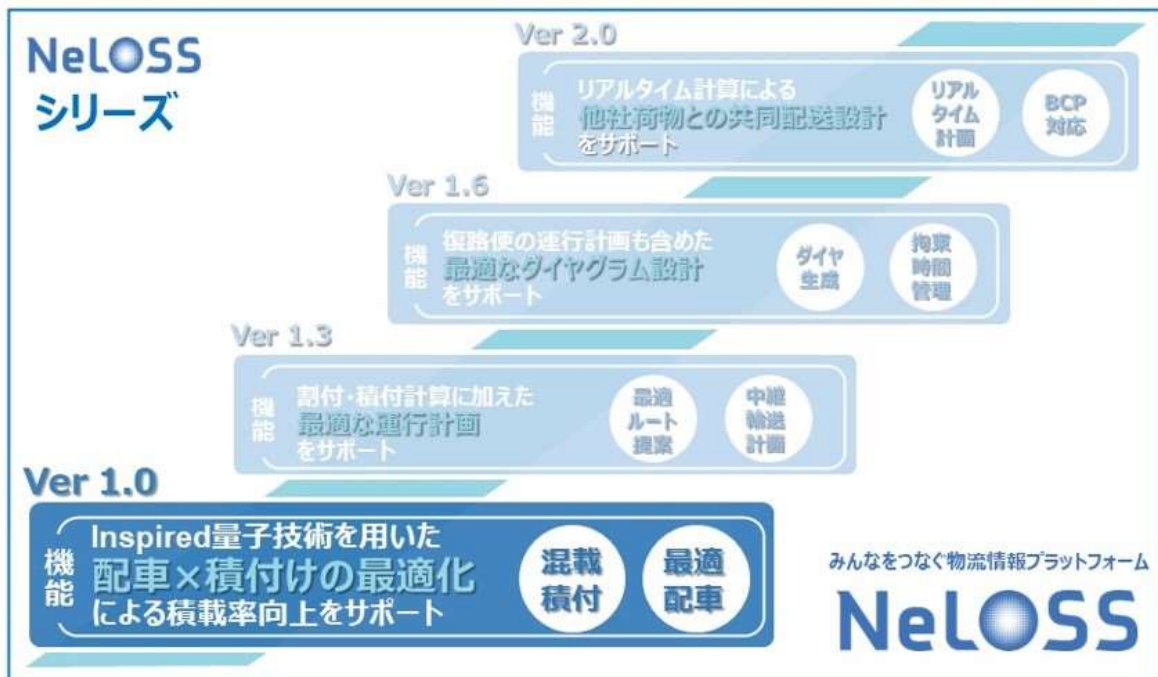 NeLOSS
シリーズ
Ver 2.0
機能
リアルタイム計算による
他社荷物との共同配送設計
をサポート
リアル
タイム
計画
BCP
対応
Ver 1.6
機能
復路便の運行計画も含めた
最適なダイヤグラム設計
をサポート
ダイヤ
生成
拘束
時間
管理
Ver 1.3
機能
割付・積付計算に加えた
最適な運行計画
をサポート
最適
ルート
提案
中継
輸送
計画
Ver 1.0
機能
Inspired量子技術を用いた
配車×積付けの最適化
による積載率向上をサポート
混載
積付
最適
配車
みんなをつなぐ物流情報プラットフォーム
NeLOSS